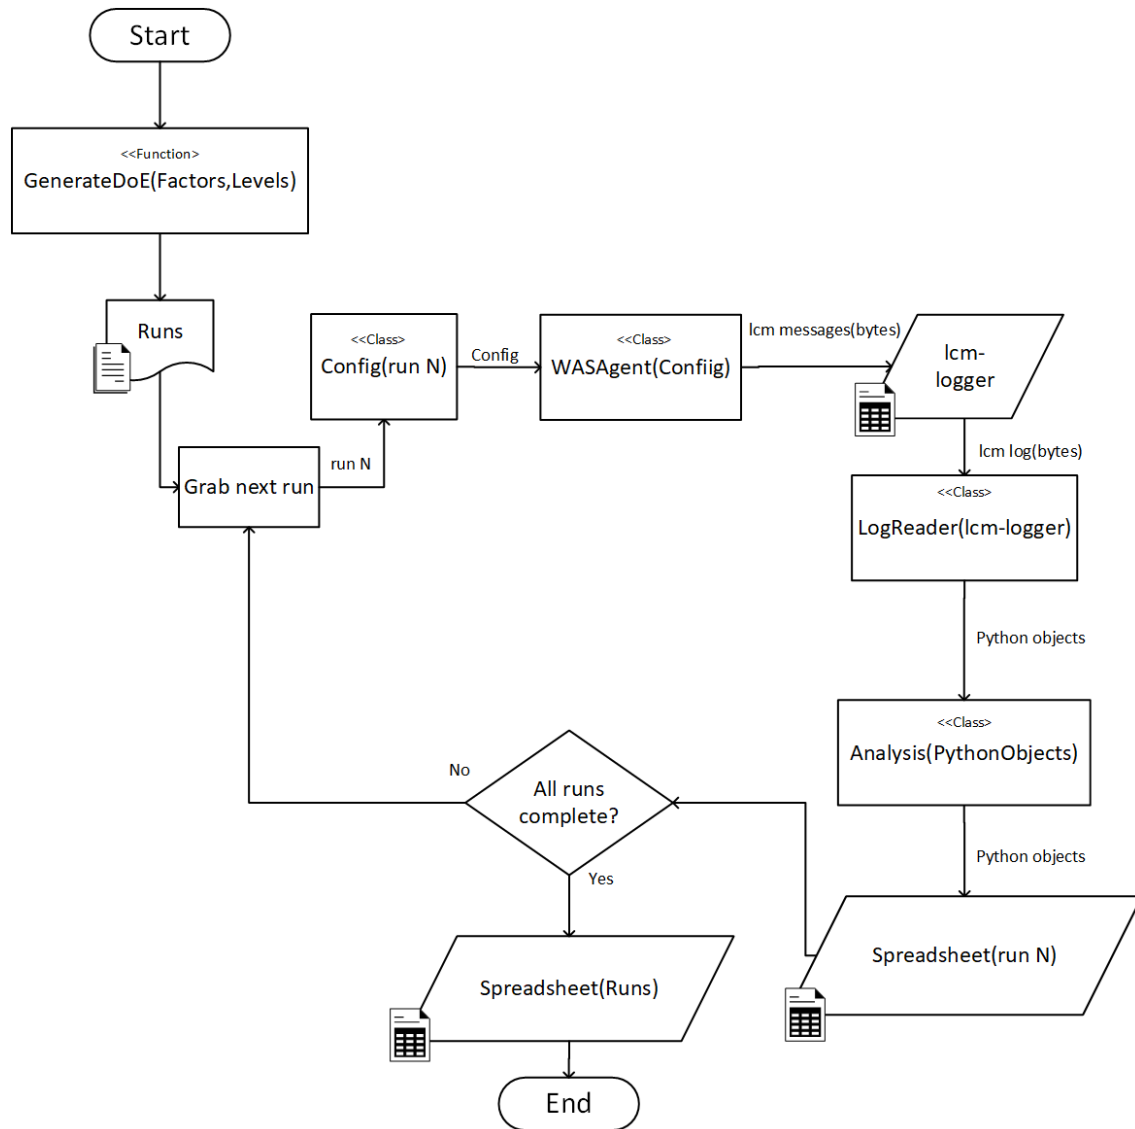 Start
<<Function>
GenerateDoE(Factors,Levels)
Runs
<<Class>
Config(run N)
Config
<<Class>
WASAgent(Confiig)
lcm messages(bytes)
lcm-
logger
lcm log(bytes)
run N
Grab next run
<<Class>
LogReader(lcm-logger)
Python objects
<<Class>
Analysis(PythonObjects)
No
All runs
complete?
Python objects
Yes
Spreadsheet(run N)
Spreadsheet(Runs)
End